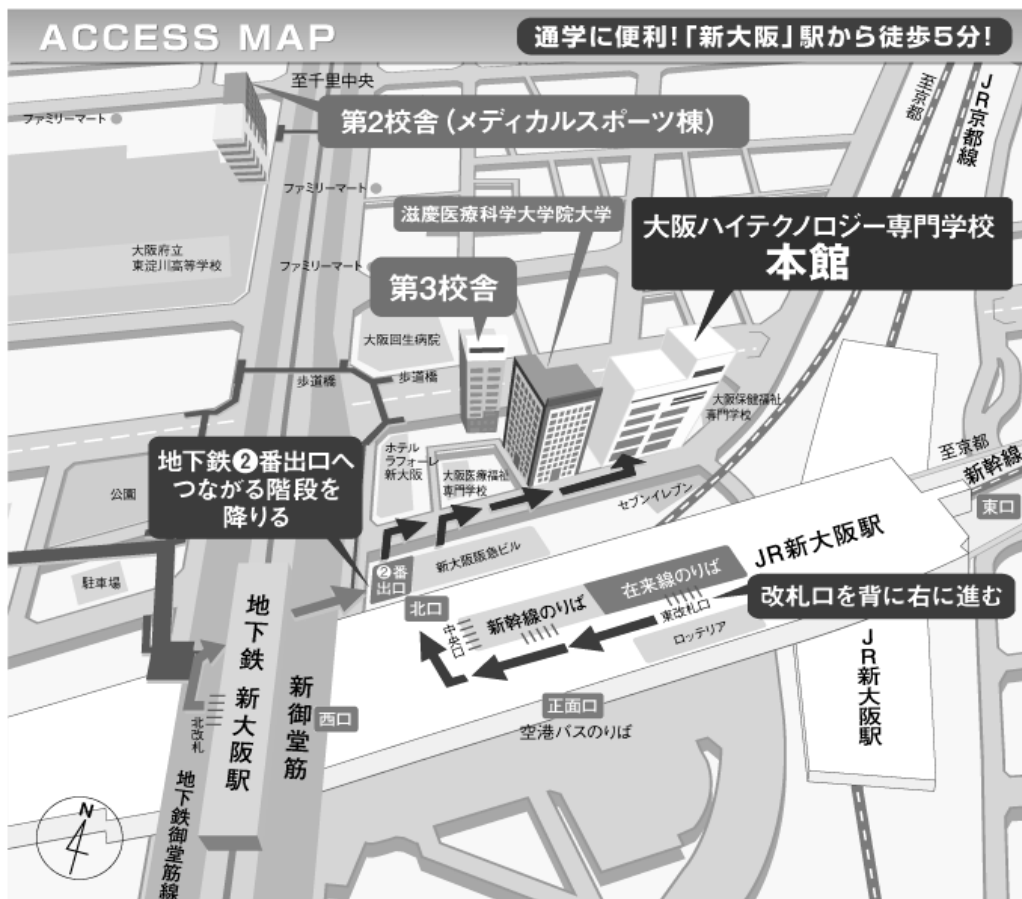 ACCESS MAP
通学に便利!「新大阪」駅から徒歩5分!
至千里中央
ファミリーマート
第2校舎(メディカルスポーツ棟)
至京都
JR京都線
ファミリーマート
滋慶医療科学大学院大学
大阪ハイテクノロジー専門学校
本館
大阪府立
東淀川高等学校
ファミリーマート
第3校舎
大阪回生病院
歩道橋
歩道橋
大阪保健福祉
専門学校
地下鉄❷番出口へ
つながる階段を
降りる
ホテル
ラフォーレ
新大阪
大阪医療福祉
専門学校
至京都
新幹線
東口
公園
セブンイレブン
新大阪阪急ビル
JR新大阪駅
駐車場
❷番
出口
北口
在来線のりば
新幹線のりば
中央口
東改札口
改札口を背に右に進む
ロッテリア
地下鉄 新大阪駅
新御堂筋
西口
正面口
空港バスのりば
JR新大阪駅
北改札
地下鉄御堂筋線
N